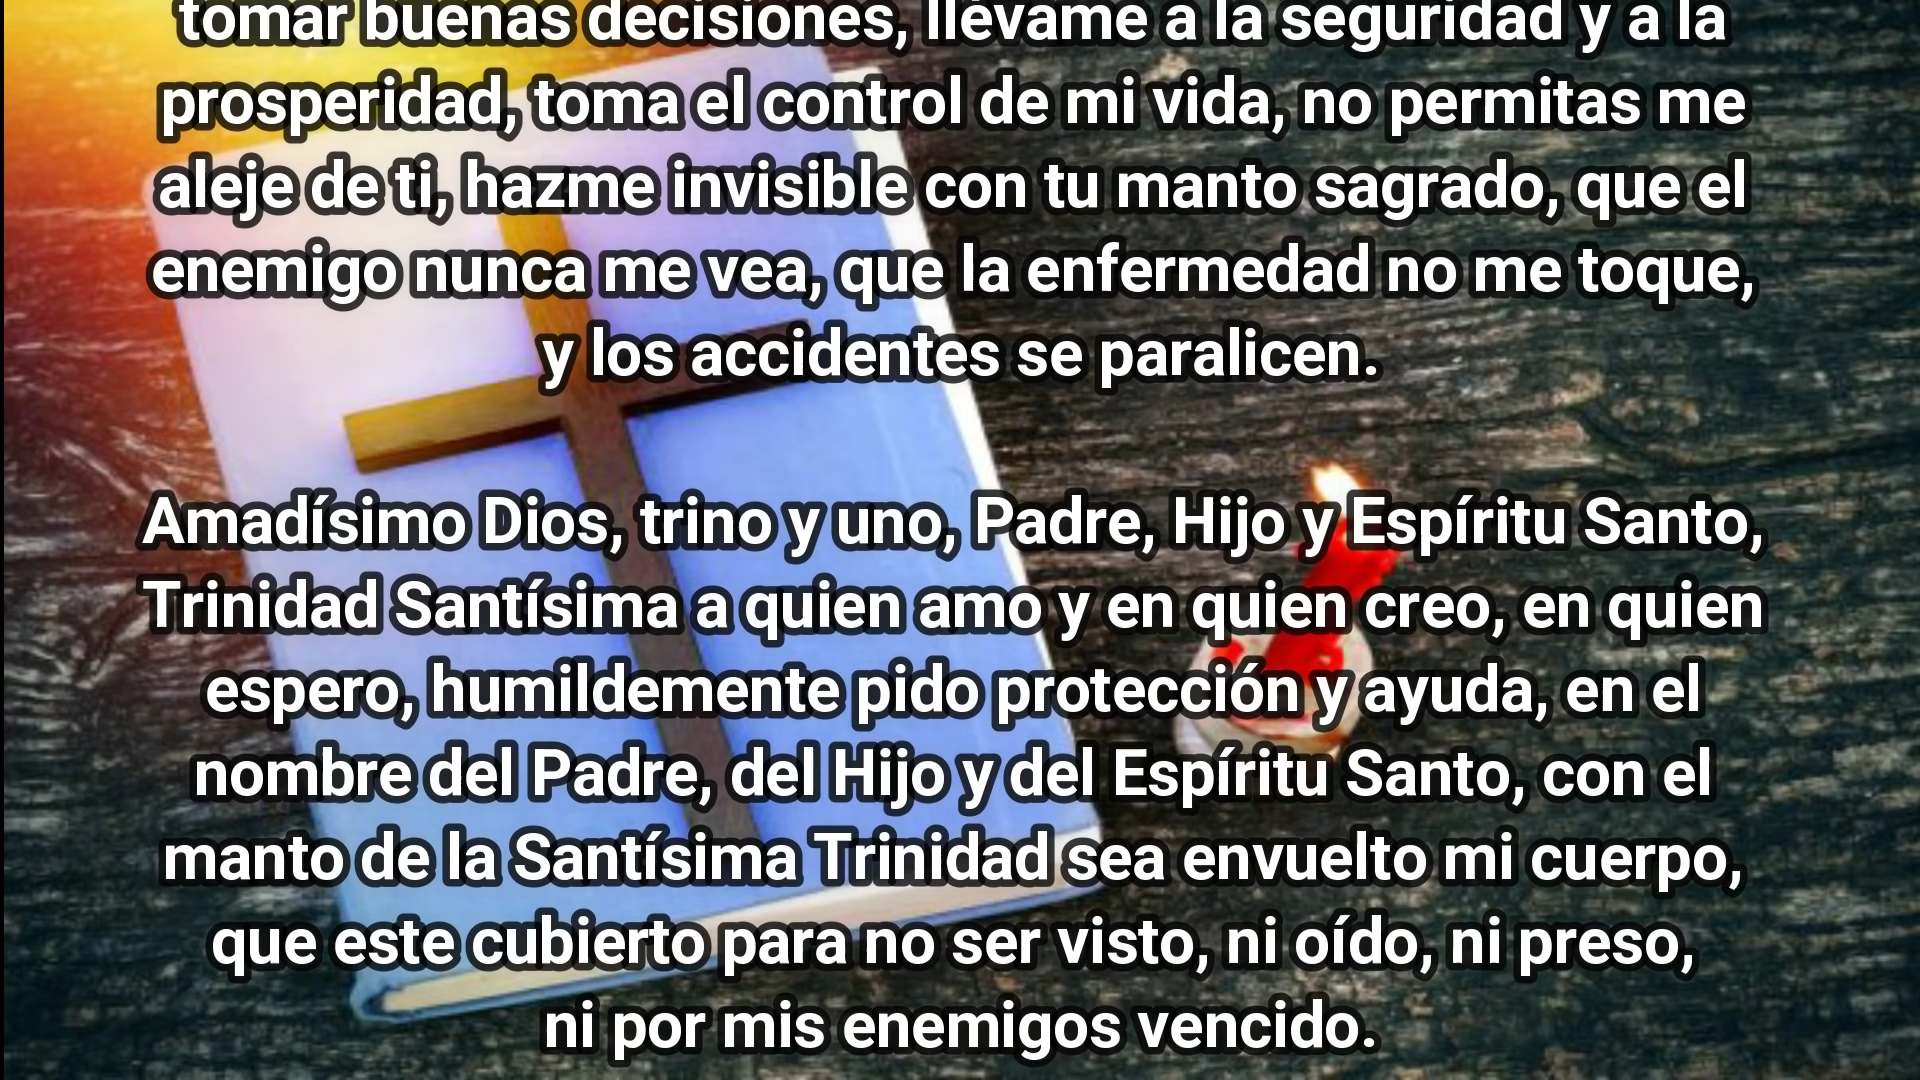 tomar buenas decisiones, llévame a la seguridad y a la
prosperidad, toma el control de mi vida, no permitas me
aleje de ti, hazme invisible con tu manto sagrado, que el
enemigo nunca me vea, que la enfermedad no me toque,
y los accidentes se paralicen.
Amadísimo Dios, trino y uno, Padre, Hijo y Espíritu Santo,
Trinidad Santísima a quien amo y en quien creo, en quien
espero, humildemente pido protección y ayuda, en el
nombre del Padre, del Hijo y del Espíritu Santo, con el
manto de la Santísima Trinidad sea envuelto mi cuerpo,
que este cubierto para no ser visto, ni oído, ni preso,
ni por mis enemigos vencido.